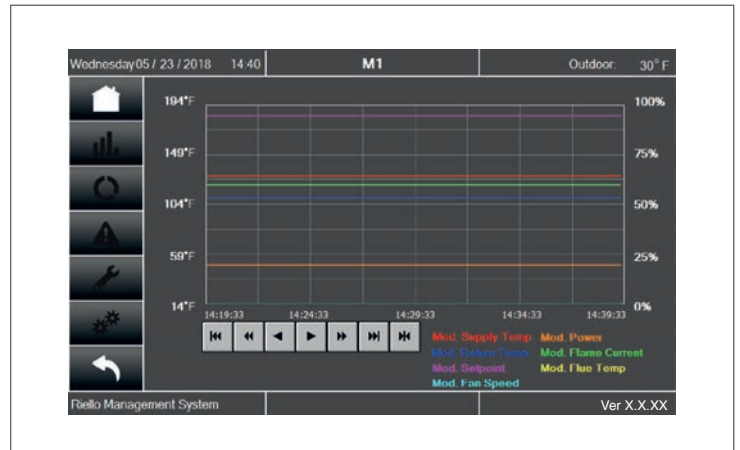 Wednesday 05 / 23 / 2018 14:40 M1 Outdoor: 30° F
194°F 100%
149°F 75%
104°F 50%
59°F 25%
14°F 0%
14:19:33 14:24:33 14:29:33 14:34:33 14:39:33
Mod. Supply Temp Mod. Power
Mod. Return Temp Mod. Flame Current
Mod. Setpoint Mod. Flue Temp
Mod. Fan Speed
Riello Management System Ver X.X.XX